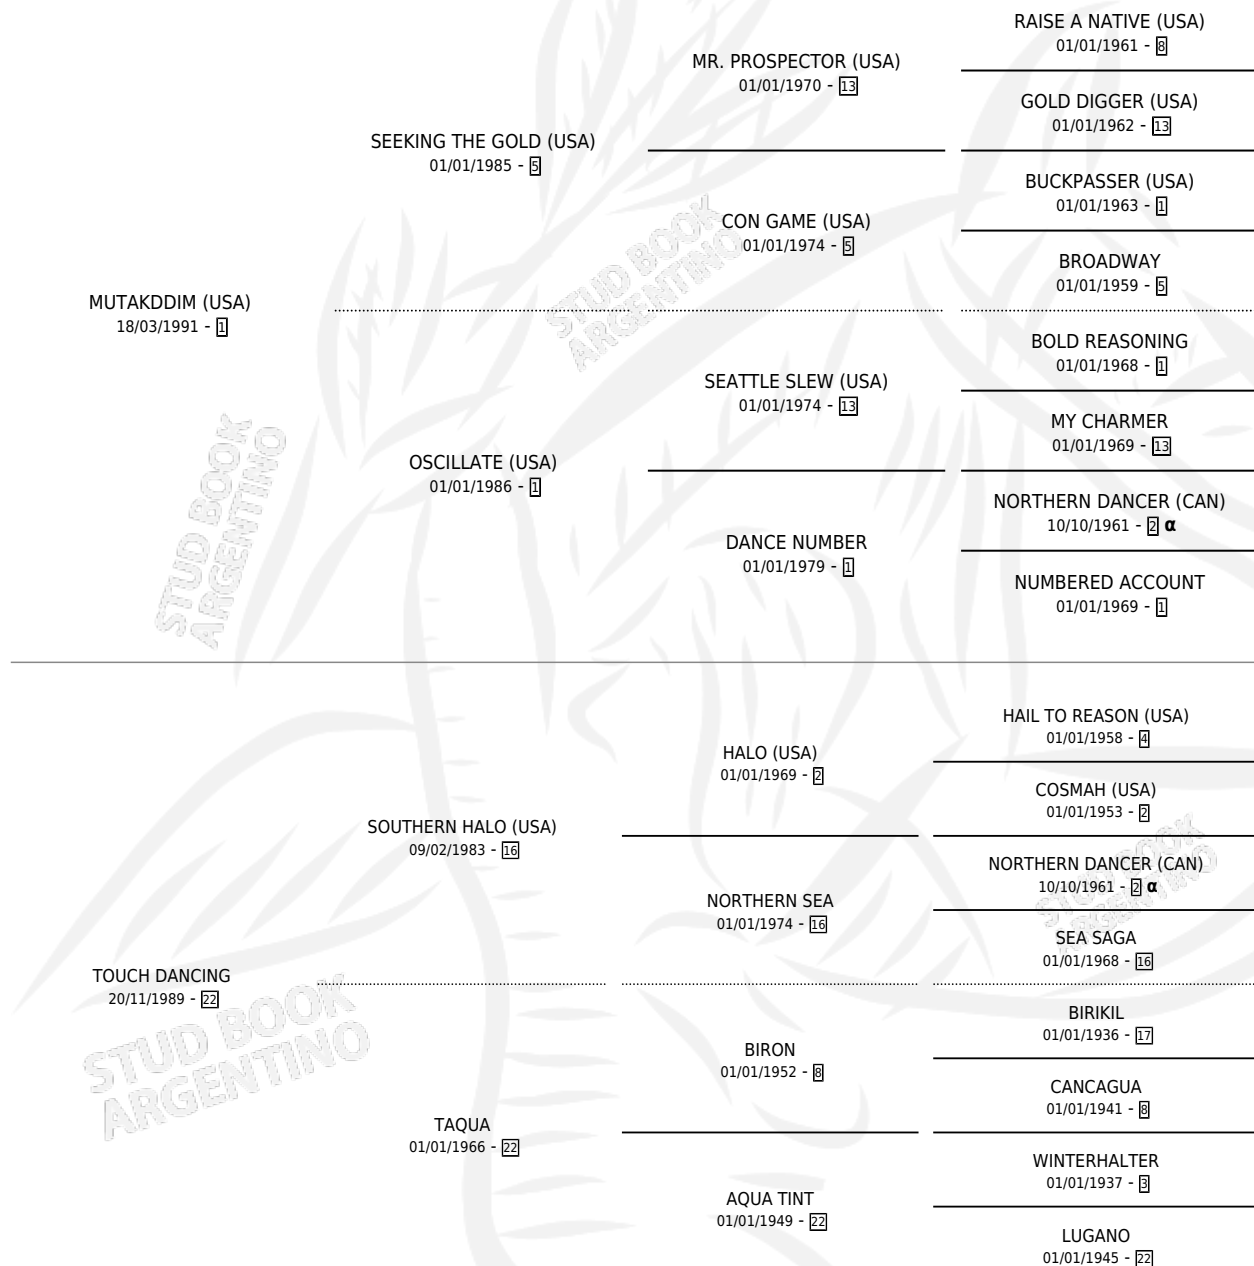 RAISE A NATIVE (USA)
01/01/1961 - 8
MR. PROSPECTOR (USA)
01/01/1970 - 13
GOLD DIGGER (USA)
01/01/1962 - 13
SEEKING THE GOLD (USA)
01/01/1985 - 5
BUCKPASSER (USA)
01/01/1963 - 1
CON GAME (USA)
01/01/1974 - 5
BROADWAY
01/01/1959 - 5
MUTAKDDIM (USA)
18/03/1991 - 1
BOLD REASONING
01/01/1968 - 1
SEATTLE SLEW (USA)
01/01/1974 - 13
MY CHARMER
01/01/1969 - 13
OSCILLATE (USA)
01/01/1986 - 1
NORTHERN DANCER (CAN)
10/10/1961 - 2 α
DANCE NUMBER
01/01/1979 - 1
NUMBERED ACCOUNT
01/01/1969 - 1
HAIL TO REASON (USA)
01/01/1958 - 4
HALO (USA)
01/01/1969 - 2
COSMAH (USA)
01/01/1953 - 2
SOUTHERN HALO (USA)
09/02/1983 - 16
NORTHERN DANCER (CAN)
10/10/1961 - 2 α
NORTHERN SEA
01/01/1974 - 16
SEA SAGA
01/01/1968 - 16
TOUCH DANCING
20/11/1989 - 22
BIRIKIL
01/01/1936 - 17
BIRON
01/01/1952 - 8
CANCAGUA
01/01/1941 - 8
TAQUA
01/01/1966 - 22
WINTERHALTER
01/01/1937 - 3
AQUA TINT
01/01/1949 - 22
LUGANO
01/01/1945 - 22
STUD BOOK
ARGENTINO
STUD BOOK
ARGENTINO
STUD BOOK
ARGENTINO
STUD BOOK
ARGENTINO